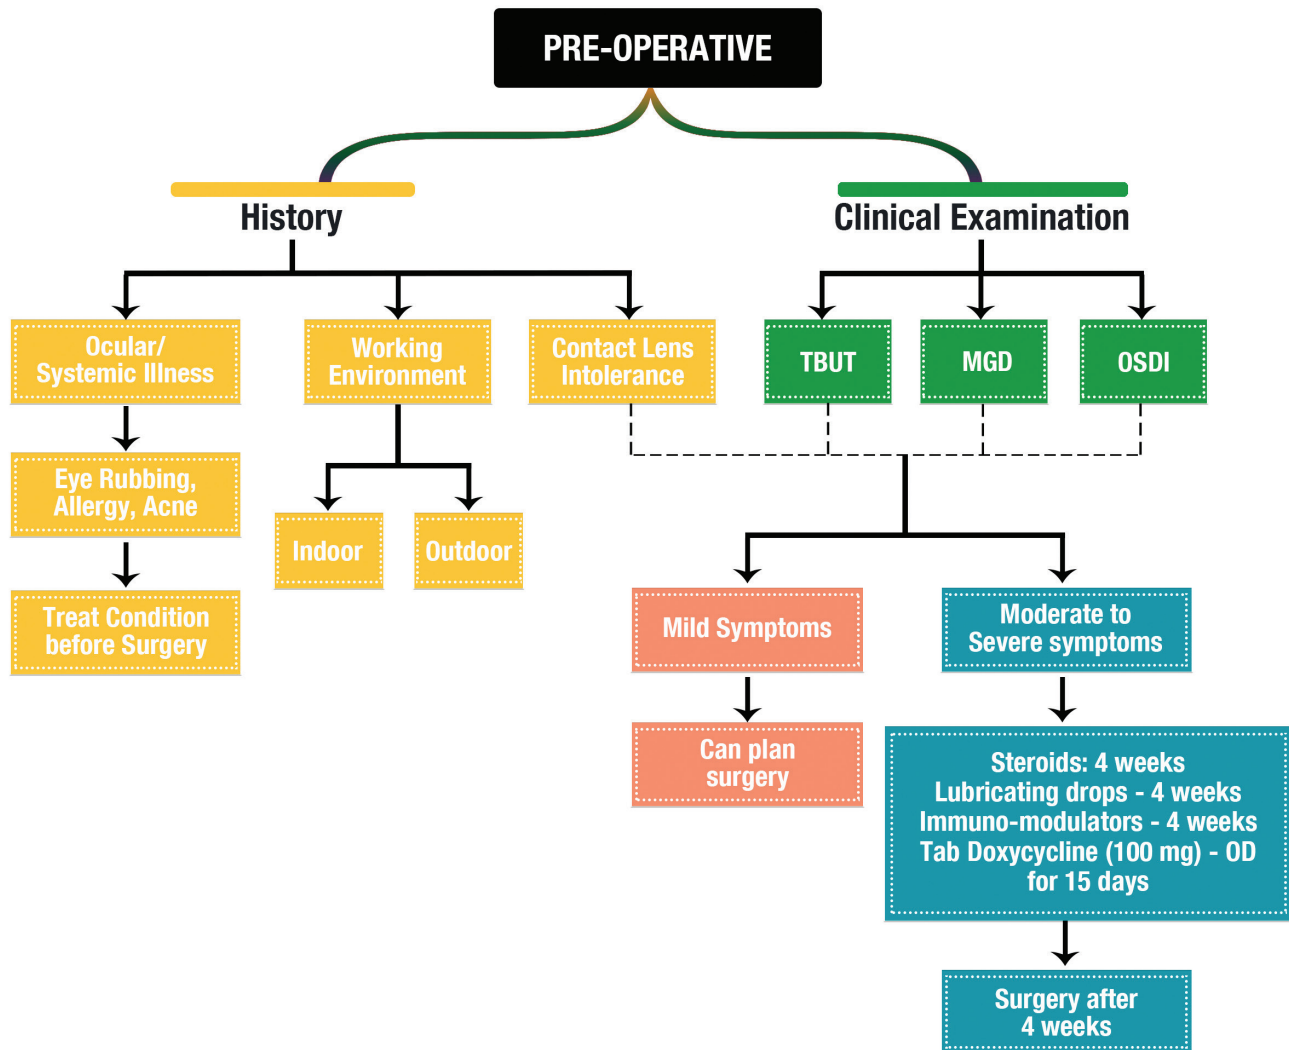 PRE-OPERATIVE
History
Clinical Examination
Ocular/
Systemic Illness
Working
Environment
Contact Lens
Intolerance
TBUT
MGD
OSDI
Eye Rubbing,
Allergy, Acne
Indoor
Outdoor
Treat Condition
before Surgery
Mild Symptoms
Moderate to
Severe symptoms
Can plan
surgery
Steroids: 4 weeks
Lubricating drops - 4 weeks
Immuno-modulators - 4 weeks
Tab Doxycycline (100 mg) - OD
for 15 days
Surgery after
4 weeks